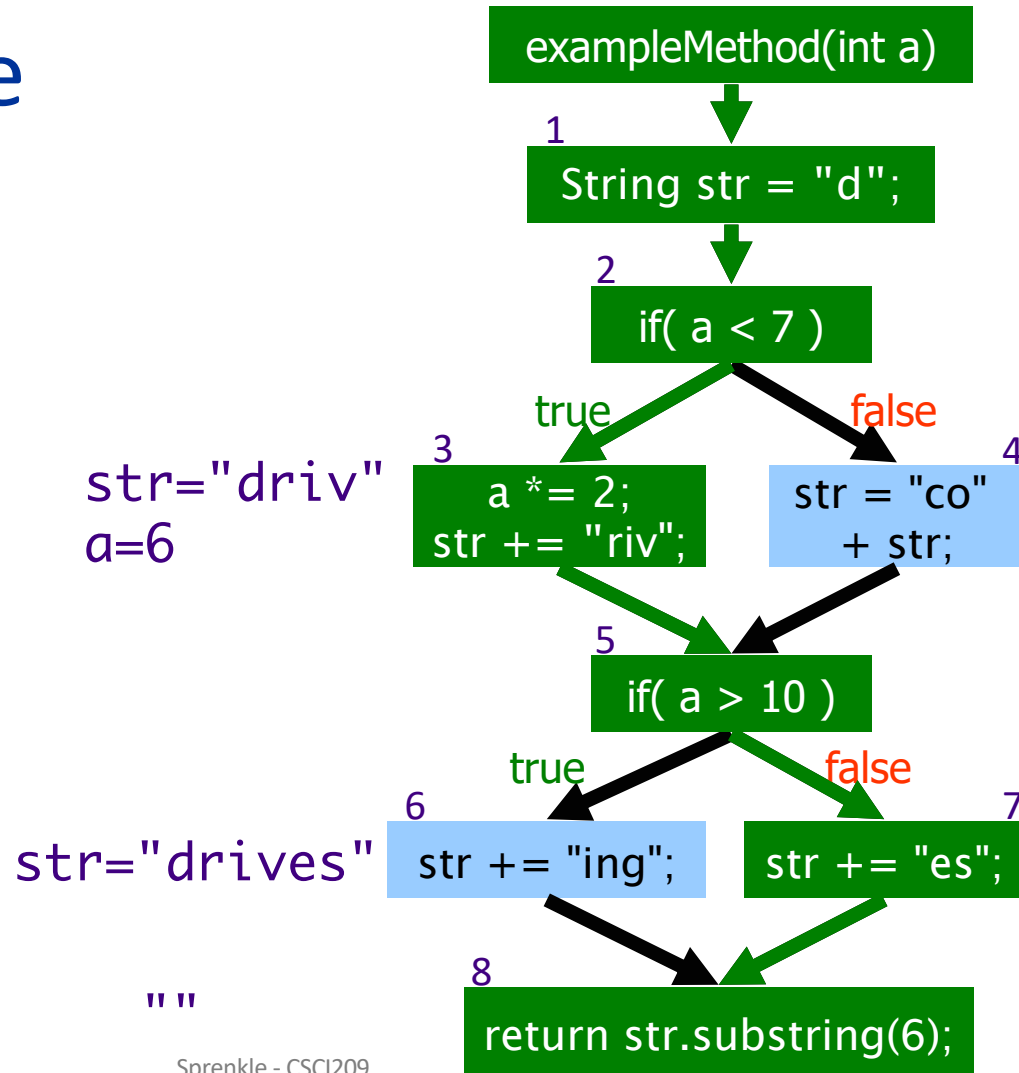 e
exampleMethod(int a)
1
String str = "d";
2
if( a < 7 )
true
false
3
4
str="driv"
a=6
a *= 2;
str += "riv";
str = "co"
+ str;
5
if( a > 10 )
true
false
6
7
str="drives"
str += "ing";
str += "es";
8
""
return str.substring(6);
Sprenkle - CSCI209